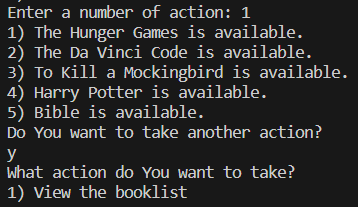 Enter a number of action: 1
1) The Hunger Games is available.
2) The Da Vinci Code is available.
3) To Kill a Mockingbird is available.
4) Harry Potter is available.
5) Bible is available.
Do You want to take another action?
y
What action do You want to take?
1) View the booklist